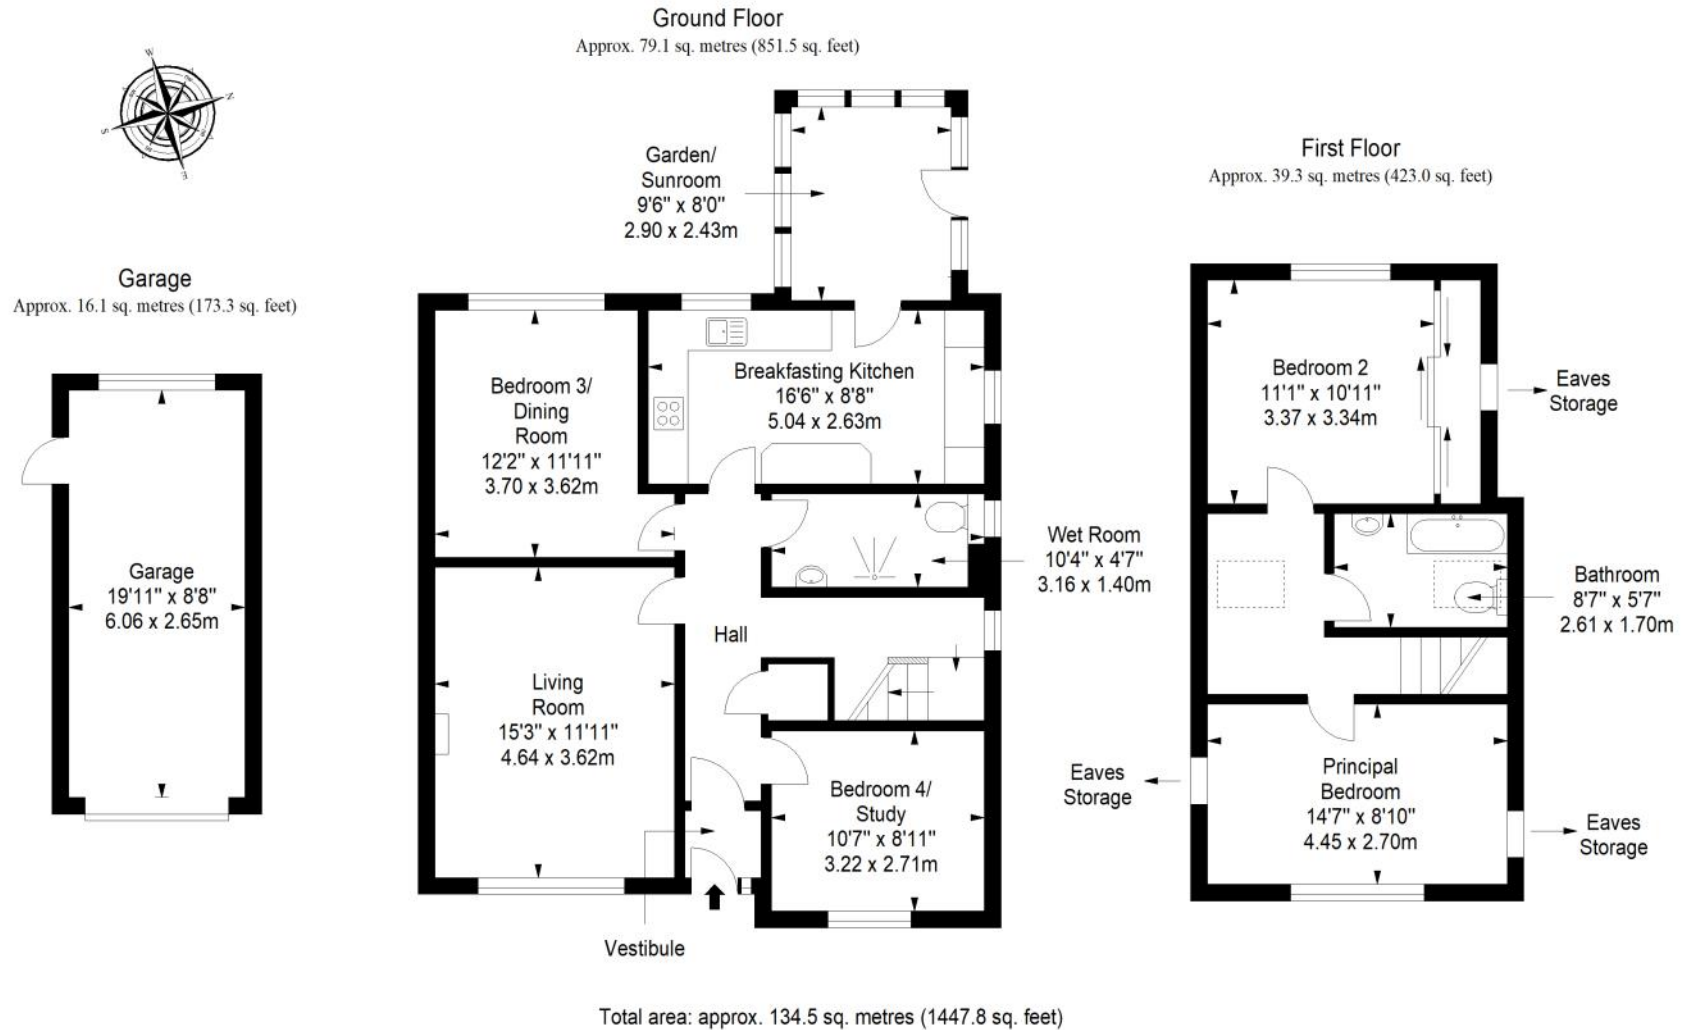 Ground Floor
Approx. 79.1 sq. metres (851.5 sq. feet)
W
N
S
E
Garden/
Sunroom
9'6" x 8'0"
2.90 x 2.43m
First Floor
Approx. 39.3 sq. metres (423.0 sq. feet)
Garage
Approx. 16.1 sq. metres (173.3 sq. feet)
Bedroom 3/
Dining
Room
12'2" x 11'11"
3.70 x 3.62m
Breakfasting Kitchen
16'6" x 8'8"
5.04 x 2.63m
Bedroom 2
11'1" x 10'11"
3.37 x 3.34m
Eaves
Storage
Garage
19'11" x 8'8"
6.06 x 2.65m
Wet Room
10'4" x 4'7"
3.16 x 1.40m
Bathroom
8'7" x 5'7"
2.61 x 1.70m
Hall
Living
Room
15'3" x 11'11"
4.64 x 3.62m
Bedroom 4/
Study
10'7" x 8'11"
3.22 x 2.71m
Eaves
Storage
Principal
Bedroom
14'7" x 8'10"
4.45 x 2.70m
Eaves
Storage
Vestibule
Total area: approx. 134.5 sq. metres (1447.8 sq. feet)